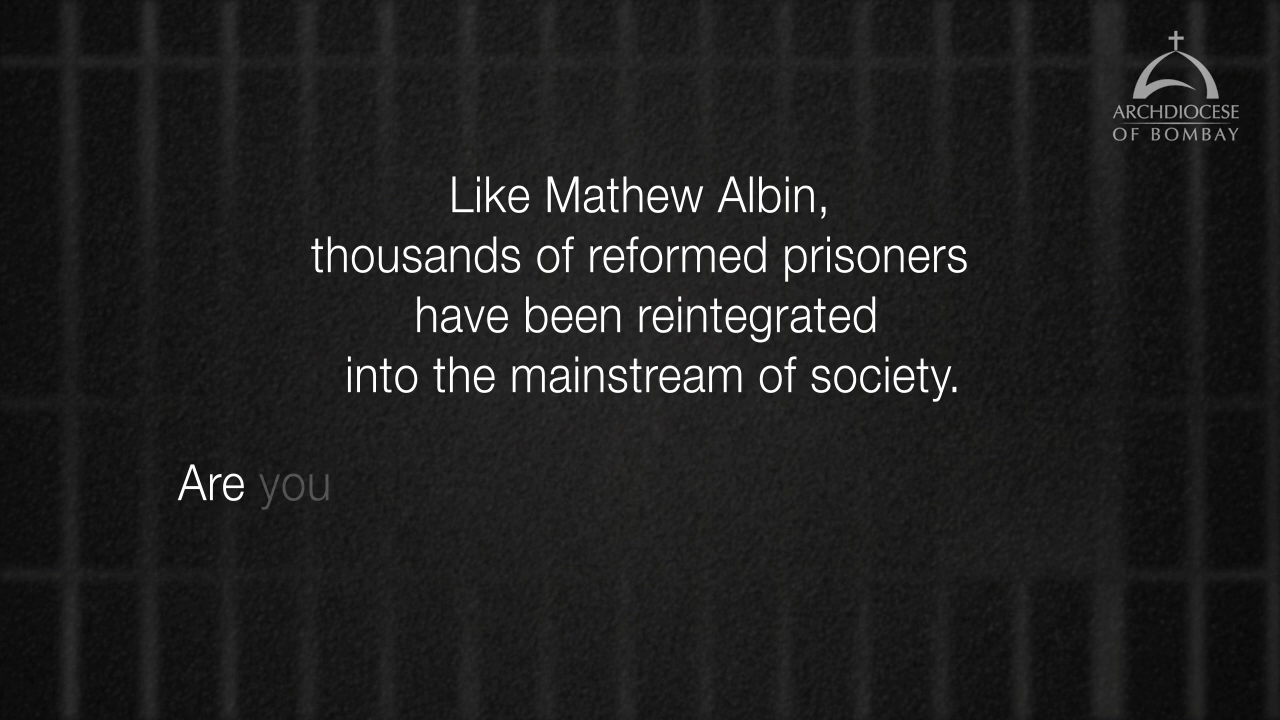 ARCHDIOCESE
OF BOMBAY
Like Mathew Albin,
thousands of reformed prisoners
have been reintegrated
into the mainstream of society.
Are you